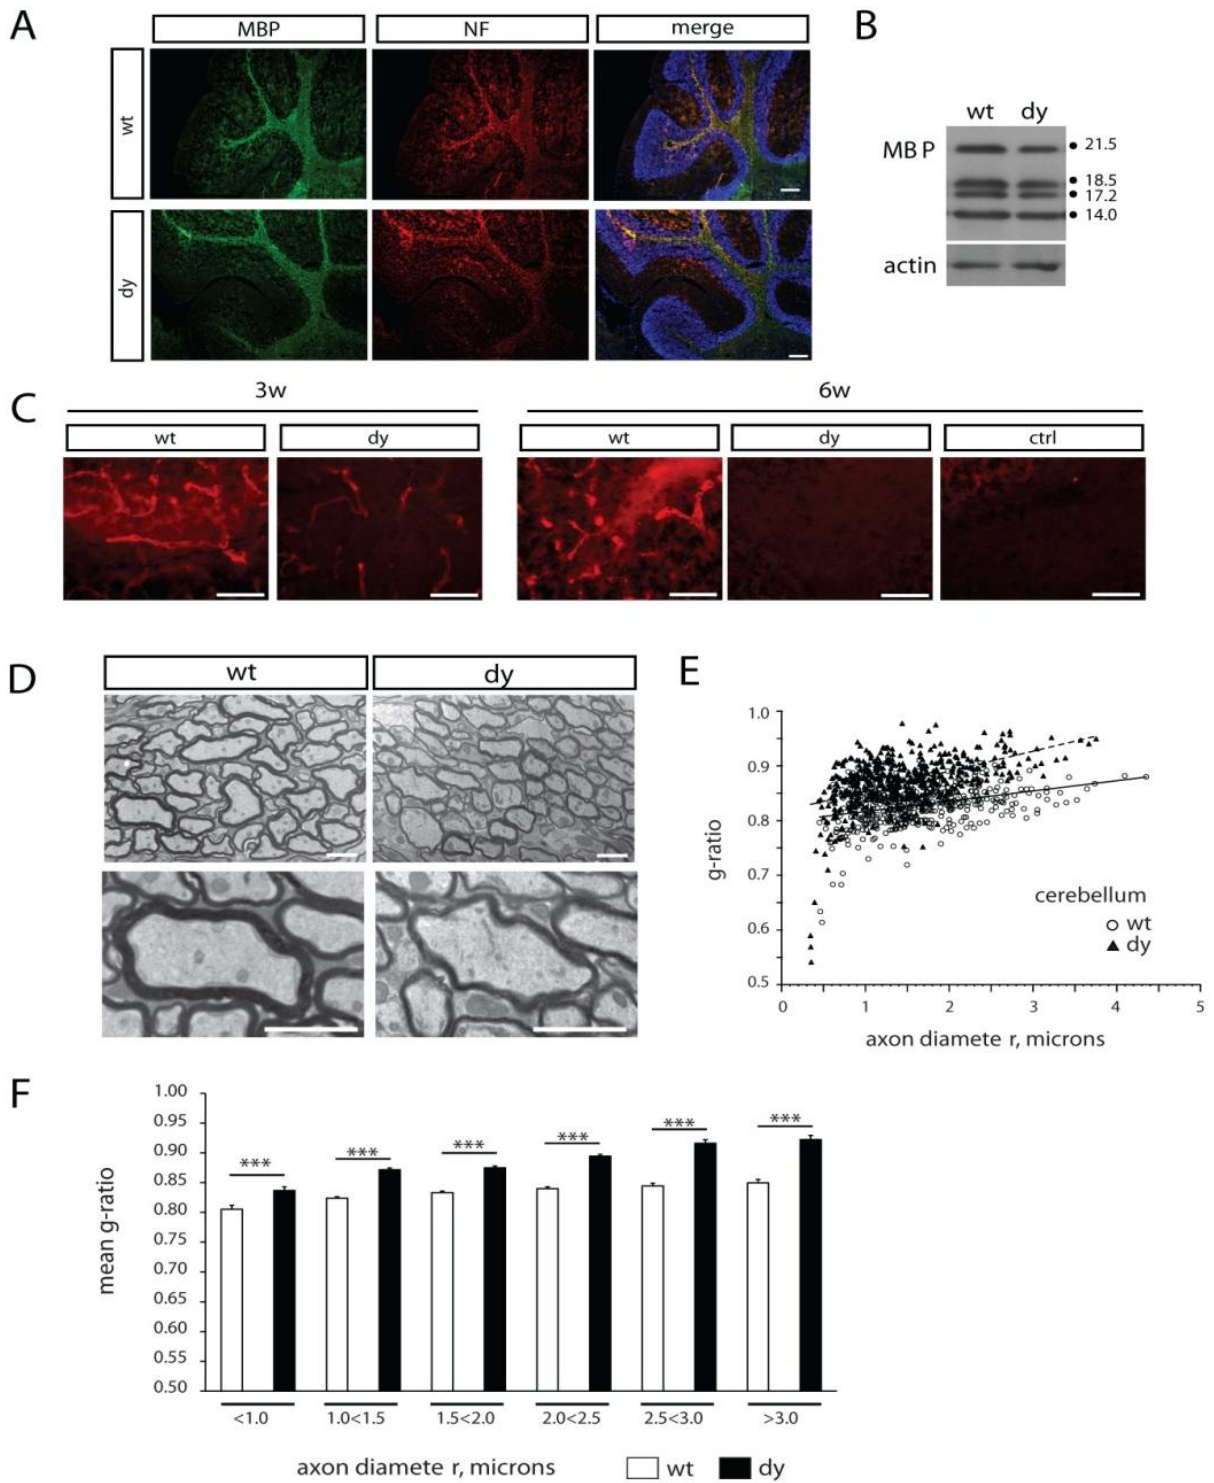 A
MBP NF merge
wt
dy
B
wt dy
MB P
21.5
18.5
17.2
14.0
actin
C
3w 6w
wt dy wt dy ctrl
D
wt dy
E
1.0
0.9
0.8
0.7
0.6
0.5
g-ratio
cerebellum
wt
dy
0 1 2 3 4 5
axon diamete r, microns
F
1.00
0.95
0.90
0.85
0.80
0.75
0.70
0.65
0.60
0.55
0.50
mean g-ratio
*** *** *** *** *** ***
<1.0 1.0<1.5 1.5<2.0 2.0<2.5 2.5<3.0 >3.0
axon diamete r, microns wt dy